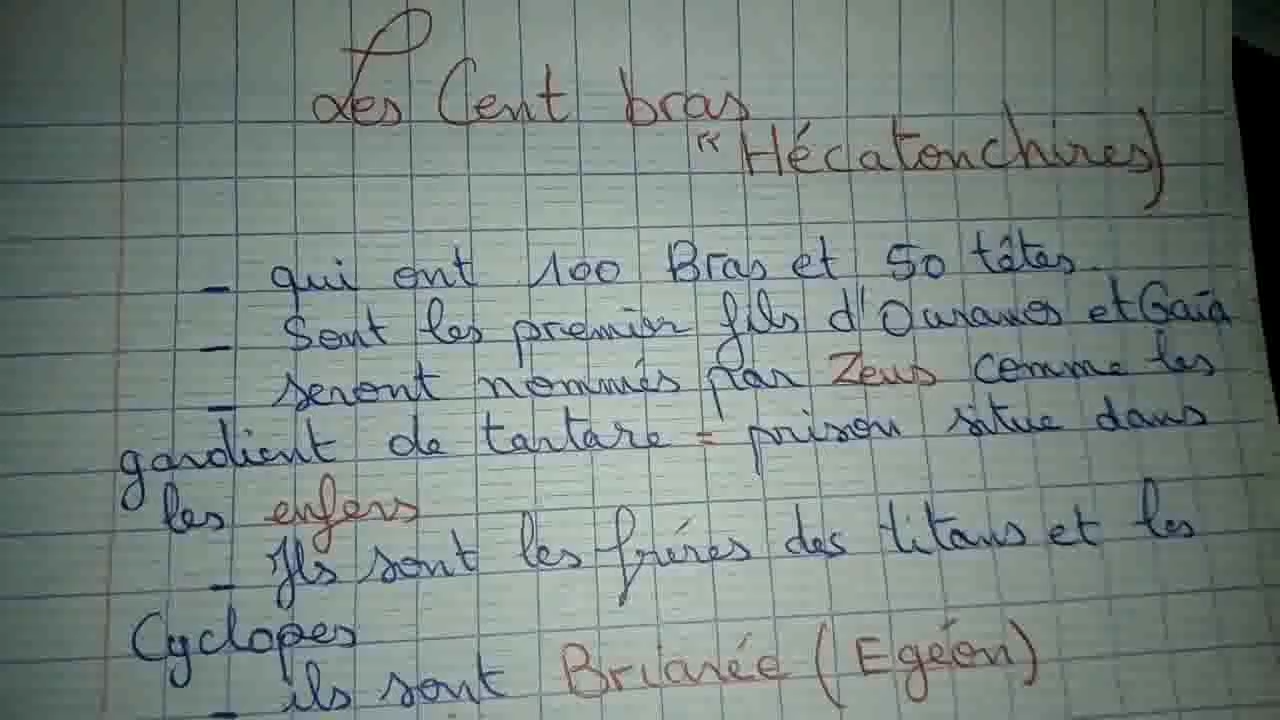 Les Cent bras
"Hécatonchires)
- qui ont 100 Bras et 50 têtes
- Sont les premier fils d'Ouranos et Gaïa
- seront nommés par Zeus comme les
gardient de tartare = prison situe dans
les enfers
- Ils sont les fréres des titans et les
Cyclopes
- ils sont Briarée (Egéon)